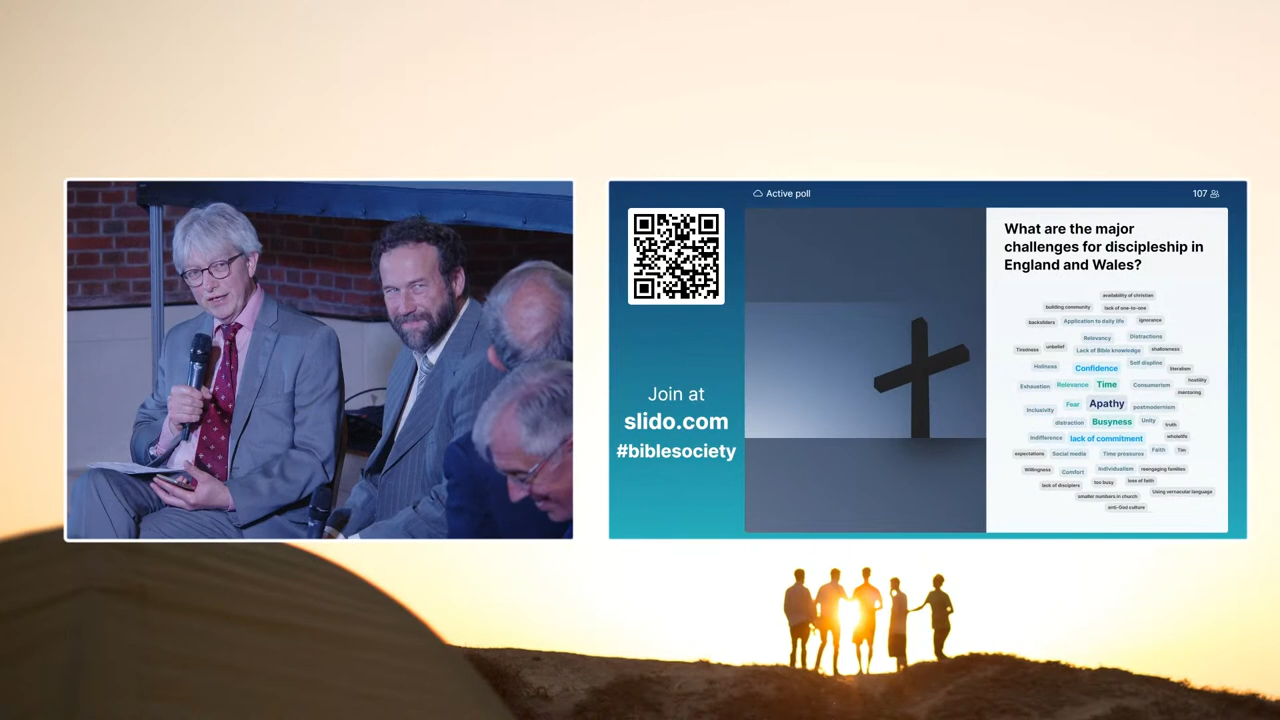 Active poll
107
What are the major
challenges for discipleship in
England and Wales?
Join at
slido.com
#biblesociety
availability of christian
building community
lack of one-to-one
backsliders
Application to daily life
ignorance
Relevancy
Distractions
Tiredness
unbelief
Lack of Bible knowledge
shallowness
Holiness
Confidence
Self displine
literalism
Exhaustion
Relevance
Time
Consumerism
hostility
mentoring
Inclusivity
Fear
Apathy
postmodernism
distraction
Busyness
Unity
truth
Indifference
lack of commitment
wholelife
expectations
Social media
Time pressures
Faith
Willingness
Comfort
Individualism
reengaging families
lack of disciplers
too busy
loss of faith
Using vernacular language
smaller numbers in church
anti-God culture